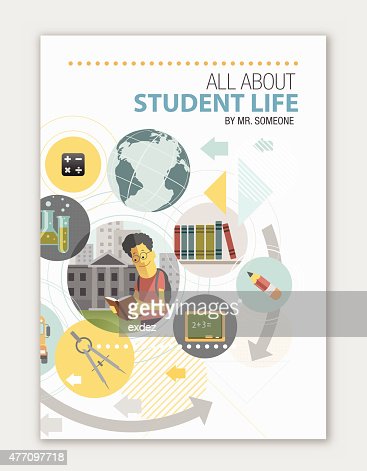 ALL ABOUT
STUDENT LIFE
BY MR. SOMEONE
gettyimages®
exdez
2+3=
477097718